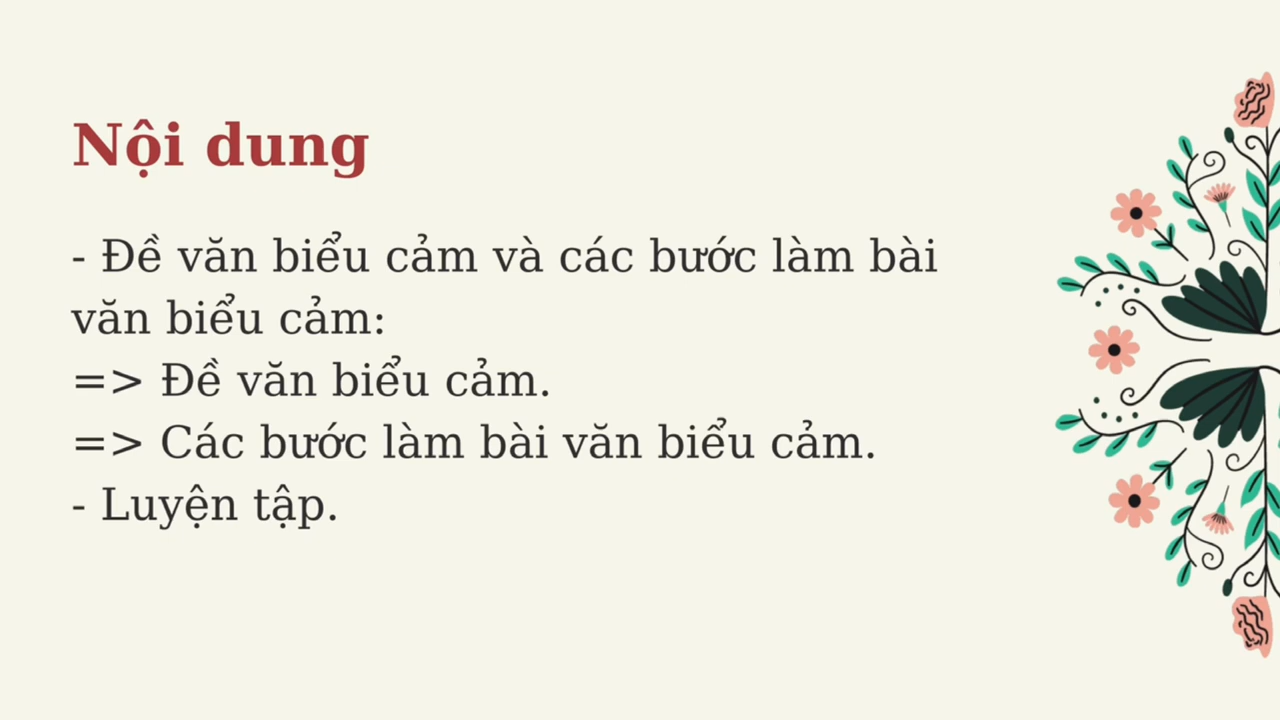 Nội dung
- Đề văn biểu cảm và các bước làm bài
văn biểu cảm:
=> Đề văn biểu cảm.
=> Các bước làm bài văn biểu cảm.
- Luyện tập.